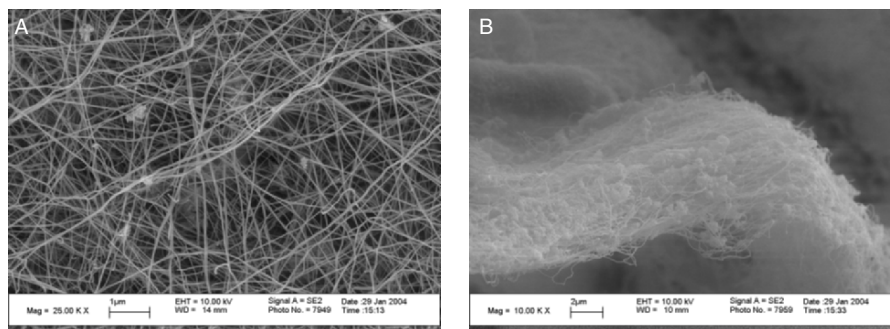 A
Mag = 25.00 K X
1µm
EHT = 10.00 kV
WD = 14 mm
Signal A = SE2
Photo No. = 7949
Date :29 Jan 2004
Time :15:13
B
Mag = 10.00 K X
2µm
EHT = 10.00 kV
WD = 10 mm
Signal A = SE2
Photo No. = 7959
Date :29 Jan 2004
Time :15:33